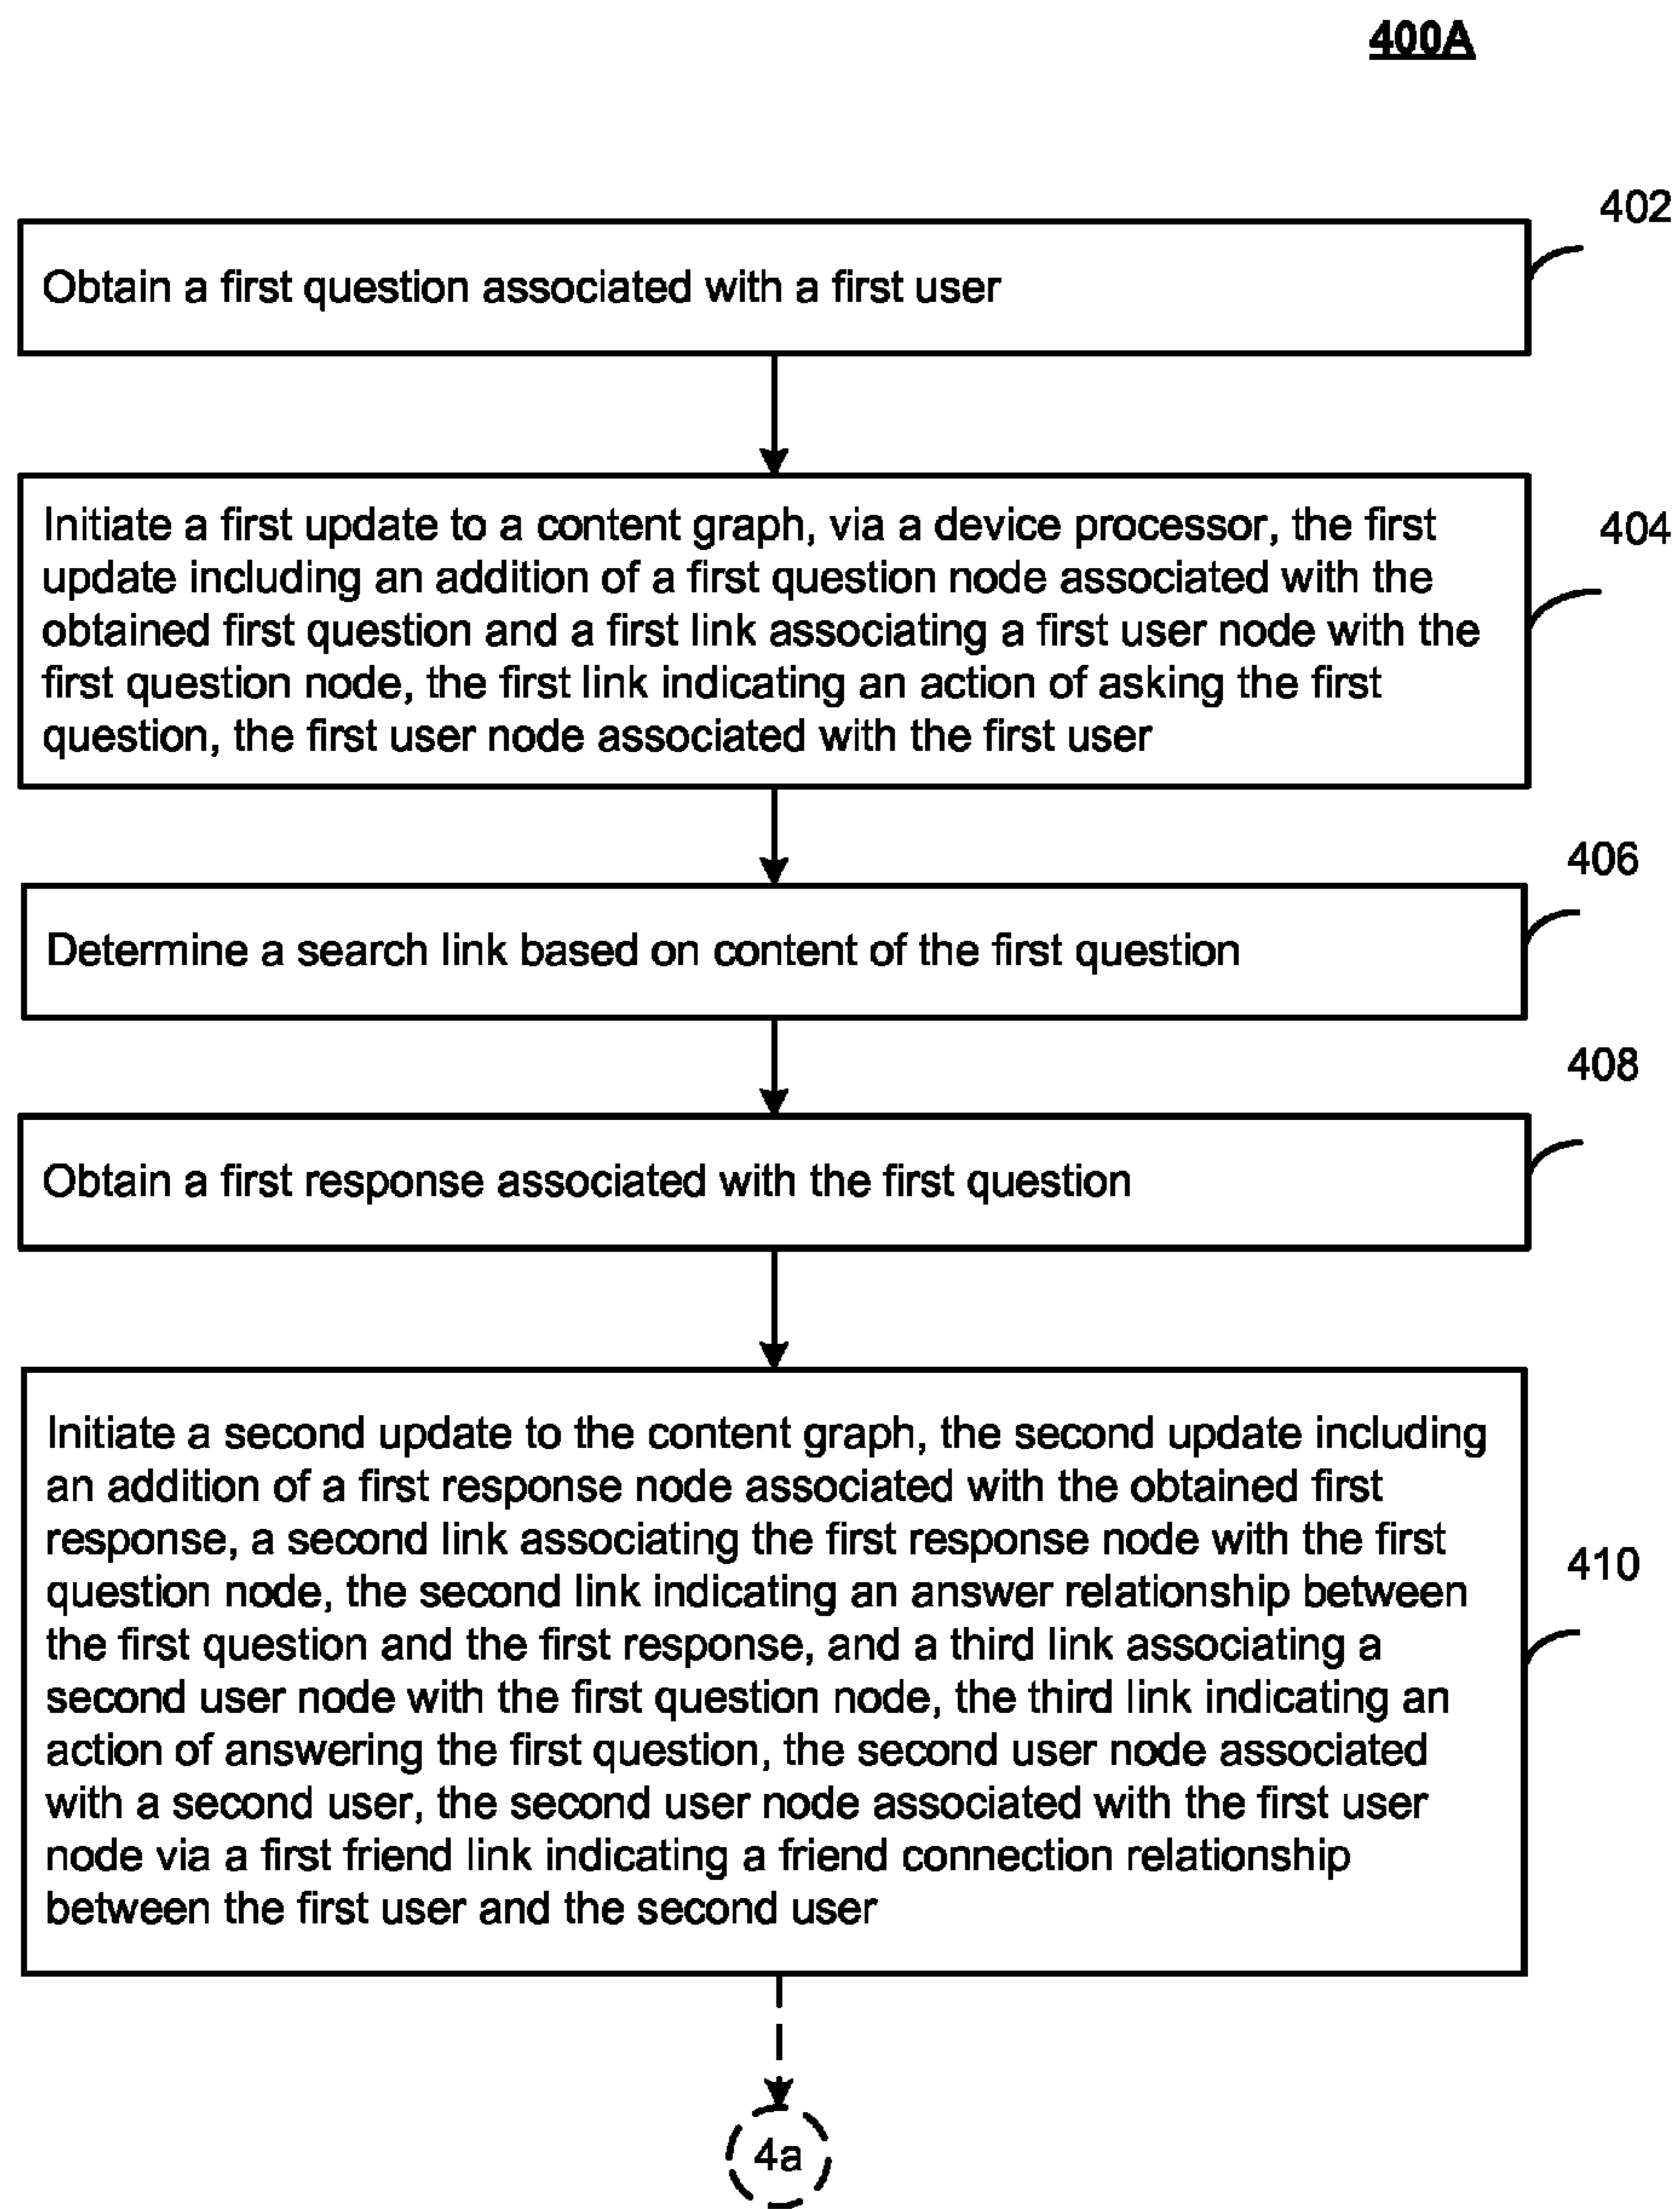 400A
402
Obtain a first question associated with a first user
404
Initiate a first update to a content graph, via a device processor, the first
update including an addition of a first question node associated with the
obtained first question and a first link associating a first user node with the
first question node, the first link indicating an action of asking the first
question, the first user node associated with the first user
406
Determine a search link based on content of the first question
408
Obtain a first response associated with the first question
410
Initiate a second update to the content graph, the second update including
an addition of a first response node associated with the obtained first
response, a second link associating the first response node with the first
question node, the second link indicating an answer relationship between
the first question and the first response, and a third link associating a
second user node with the first question node, the third link indicating an
action of answering the first question, the second user node associated
with a second user, the second user node associated with the first user
node via a first friend link indicating a friend connection relationship
between the first user and the second user
4a